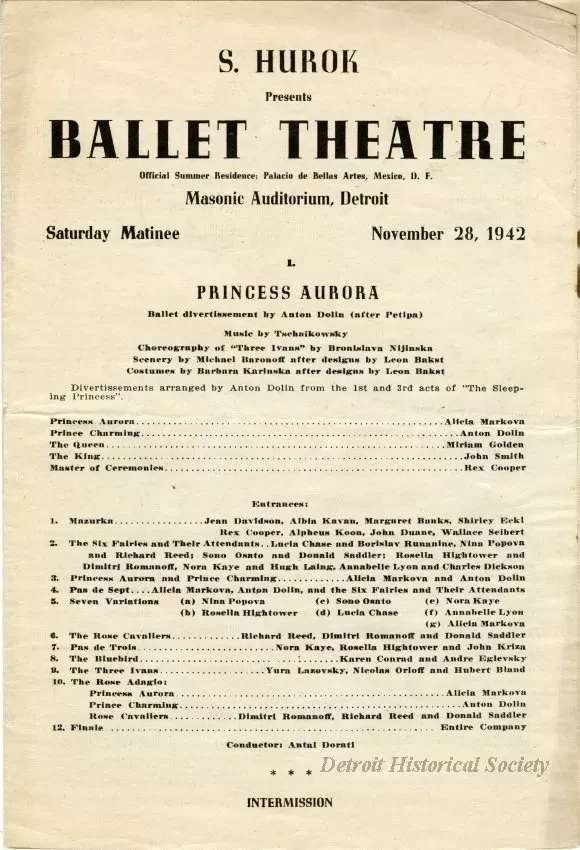 S. HUROK
Presents
BALLET THEATRE
Official Summer Residence: Palacio de Bellas Artes, Mexico, D. F.
Masonic Auditorium, Detroit
Saturday Matinee November 28, 1942
I.
PRINCESS AURORA
Ballet divertissement by Anton Dolin (after Petipa)
Music by Tschaikowsky
Choreography of "Three Ivans" by Bronislava Nijinska
Scenery by Michael Baronoff after designs by Leon Bakst
Costumes by Barbara Karinska after designs by Leon Bakst
Divertissements arranged by Anton Dolin from the 1st and 3rd acts of "The Sleep-
ing Princess".
Princess Aurora...Alicia Markova
Prince Charming...Anton Dolin
The Queen...Miriam Golden
The King...John Smith
Master of Ceremonies...Rex Cooper
Entrances:
1. Mazurka...Jean Davidson, Albia Kavan, Margaret Banks, Shirley Eckl
Rex Cooper, Alpheus Koon, John Duane, Wallace Seibert
2. The Six Fairies and Their Attendants..Lucia Chase and Borislav Runanine, Nina Popova
and Richard Reed; Sono Osato and Donald Saddler; Rosella Hightower and
Dimitri Romanoff, Nora Kaye and Hugh Laing, Annabelle Lyon and Charles Dickson
3. Princess Aurora and Prince Charming...Alicia Markova and Anton Dolin
4. Pas de Sept....Alicia Markova, Anton Dolin, and the Six Fairies and Their Attendants
5. Seven Variations (a) Nina Popova (c) Sono Osato (e) Nora Kaye
(b) Rosella Hightower (d) Lucia Chase (f) Annabelle Lyon
(g) Alicia Markova
6. The Rose Cavaliers...Richard Reed, Dimitri Romanoff and Donald Saddler
7. Pas de Trois...Nora Kaye, Rosella Hightower and John Kriza
8. The Bluebird...Karen Conrad and Andre Eglevsky
9. The Three Ivans...Yura Lazovsky, Nicolas Orloff and Hubert Bland
10. The Rose Adagio:
Princess Aurora...Alicia Markova
Prince Charming...Anton Dolin
Rose Cavaliers...Dimitri Romanoff, Richard Reed and Donald Saddler
12. Finale ...Entire Company
Conductor: Antal Dorati
Detroit Historical Society
* * *
INTERMISSION